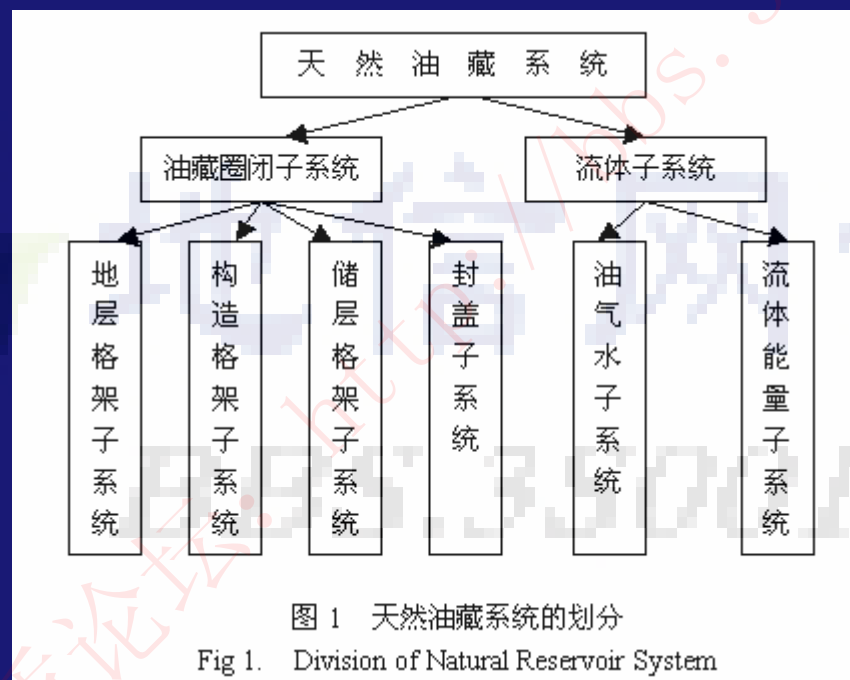 天然油藏系统
油藏圈闭子系统
流体子系统
地层格架子系统
构造格架子系统
储层格架子系统
封盖子系统
油气水子系统
流体能量子系统
图 1 天然油藏系统的划分
Fig 1. Division of Natural Reservoir System